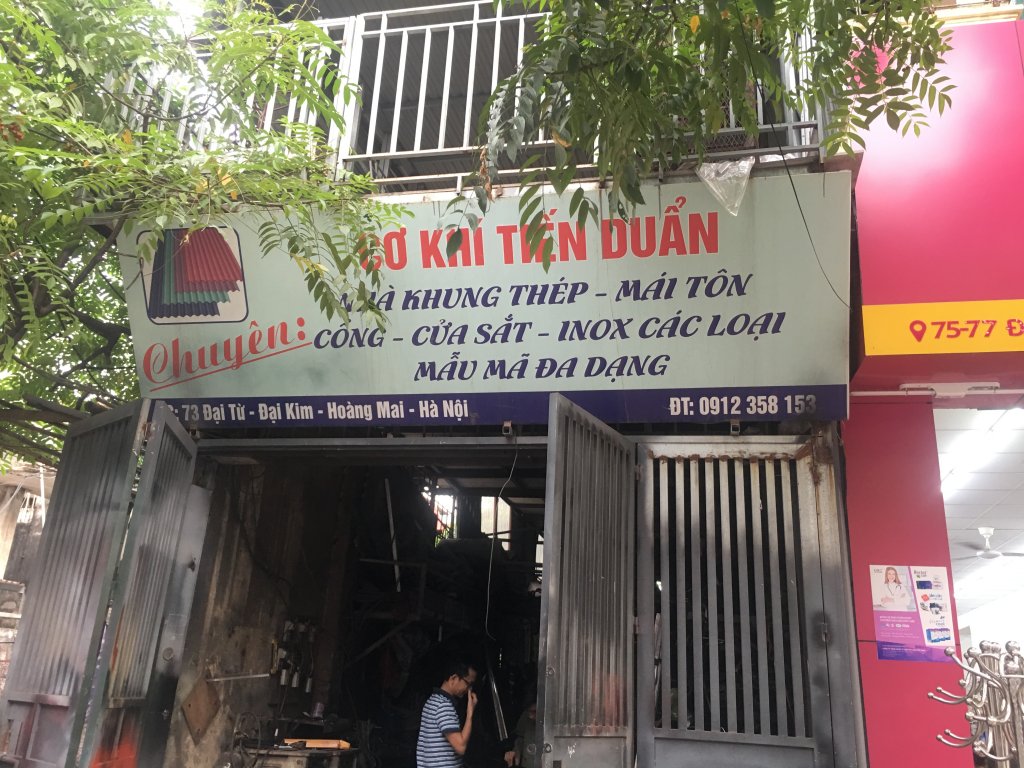 CƠ KHÍ TIẾN DUẨN
NHÀ KHUNG THÉP - MÁI TÔN
Chuyên: CỔNG - CỬA SẮT - INOX CÁC LOẠI
MẪU MÃ ĐA DẠNG
73 Đại Từ - Đại Kim - Hoàng Mai - Hà Nội
ĐT: 0912 358 153
75-77